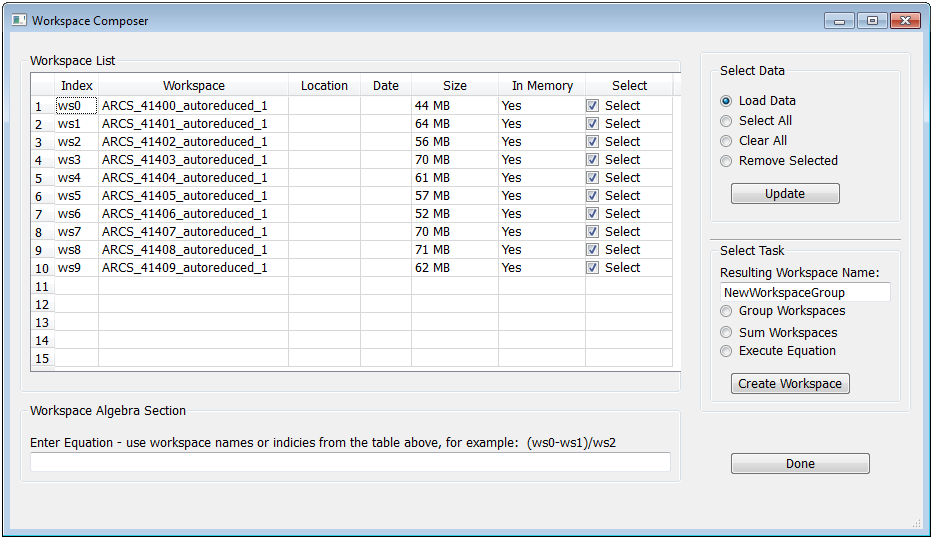 Workspace Composer
Workspace List
Index Workspace Location Date Size In Memory Select
1 ws0 ARCS_41400_autoreduced_1 44 MB Yes Select
2 ws1 ARCS_41401_autoreduced_1 64 MB Yes Select
3 ws2 ARCS_41402_autoreduced_1 56 MB Yes Select
4 ws3 ARCS_41403_autoreduced_1 70 MB Yes Select
5 ws4 ARCS_41404_autoreduced_1 61 MB Yes Select
6 ws5 ARCS_41405_autoreduced_1 57 MB Yes Select
7 ws6 ARCS_41406_autoreduced_1 52 MB Yes Select
8 ws7 ARCS_41407_autoreduced_1 70 MB Yes Select
9 ws8 ARCS_41408_autoreduced_1 71 MB Yes Select
10 ws9 ARCS_41409_autoreduced_1 62 MB Yes Select
11
12
13
14
15
Workspace Algebra Section
Enter Equation - use workspace names or indicies from the table above, for example: (ws0-ws1)/ws2
Select Data
Load Data
Select All
Clear All
Remove Selected
Update
Select Task
Resulting Workspace Name:
NewWorkspaceGroup
Group Workspaces
Sum Workspaces
Execute Equation
Create Workspace
Done